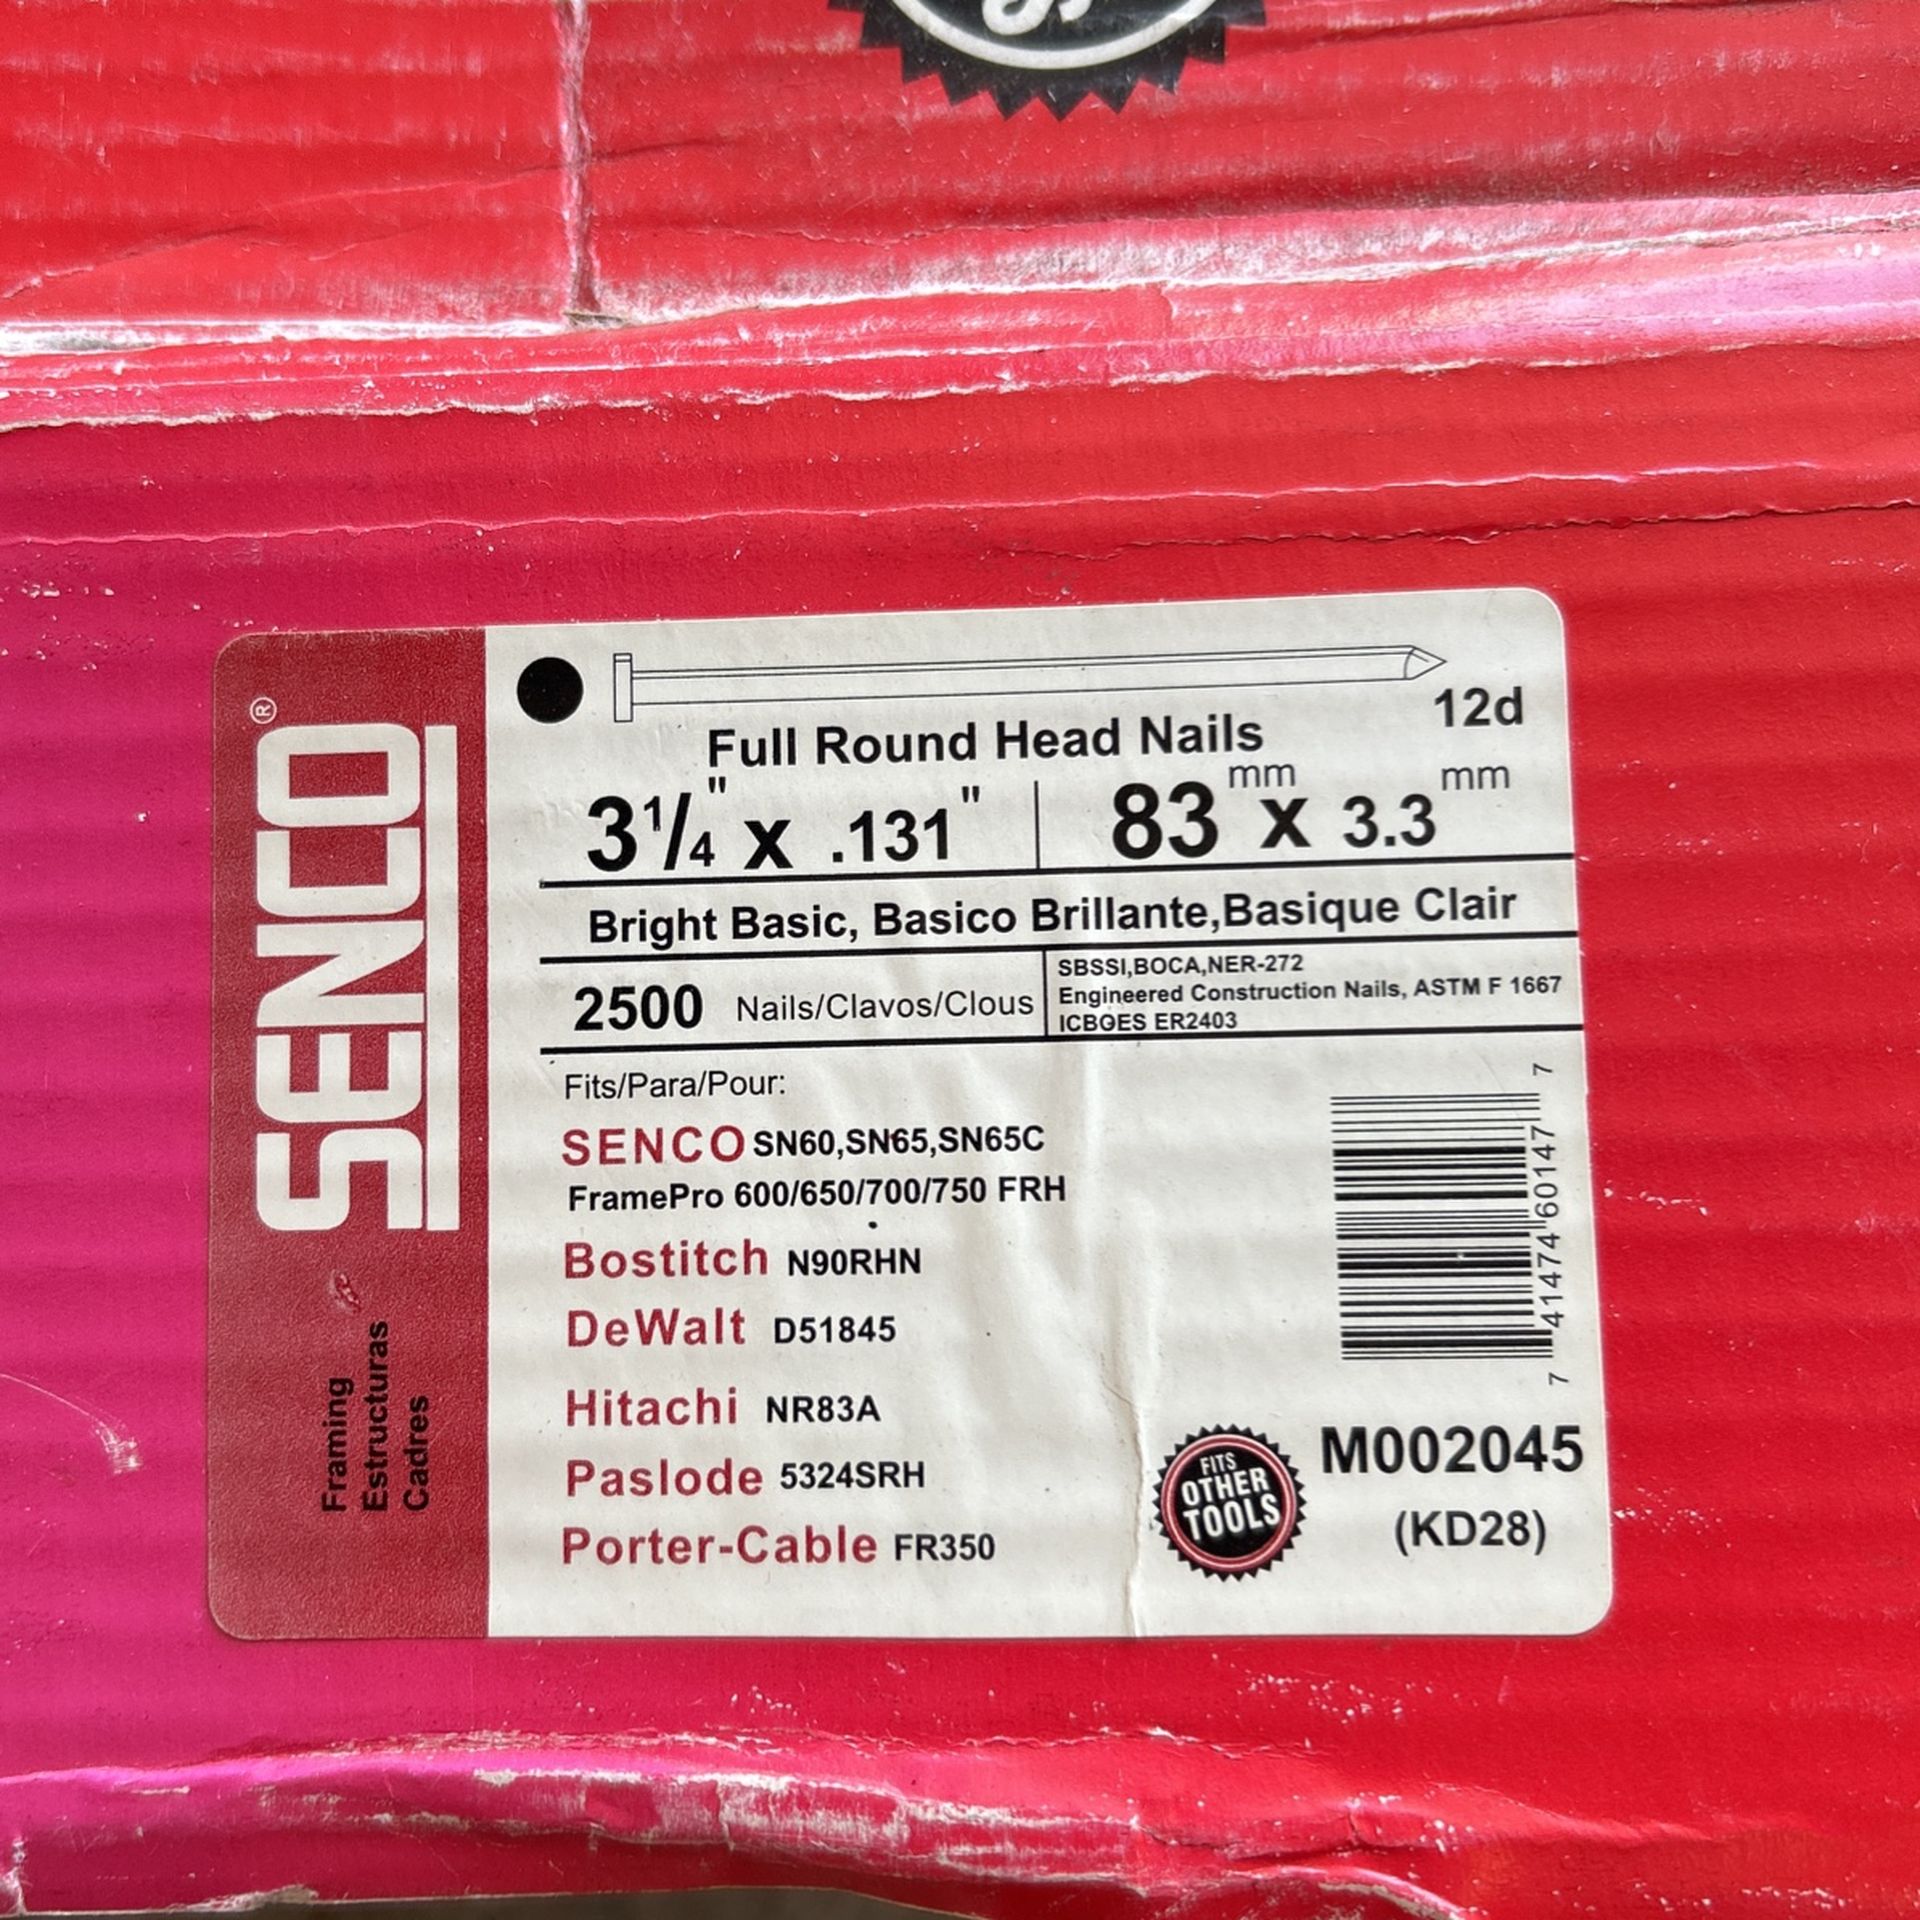 SENCO®
Framing
Estructuras
Cadres
12d
Full Round Head Nails
3 1/4" x .131" | 83 mm x 3.3 mm
Bright Basic, Basico Brillante,Basique Clair
2500 Nails/Clavos/Clous
SBSSI,BOCA,NER-272
Engineered Construction Nails, ASTM F 1667
ICBGES ER2403
Fits/Para/Pour:
SENCO SN60,SN65,SN65C
FramePro 600/650/700/750 FRH
Bostitch N90RHN
DeWalt D51845
Hitachi NR83A
Paslode 5324SRH
Porter-Cable FR350
7 41474 60147 7
FITS
OTHER
TOOLS
M002045
(KD28)